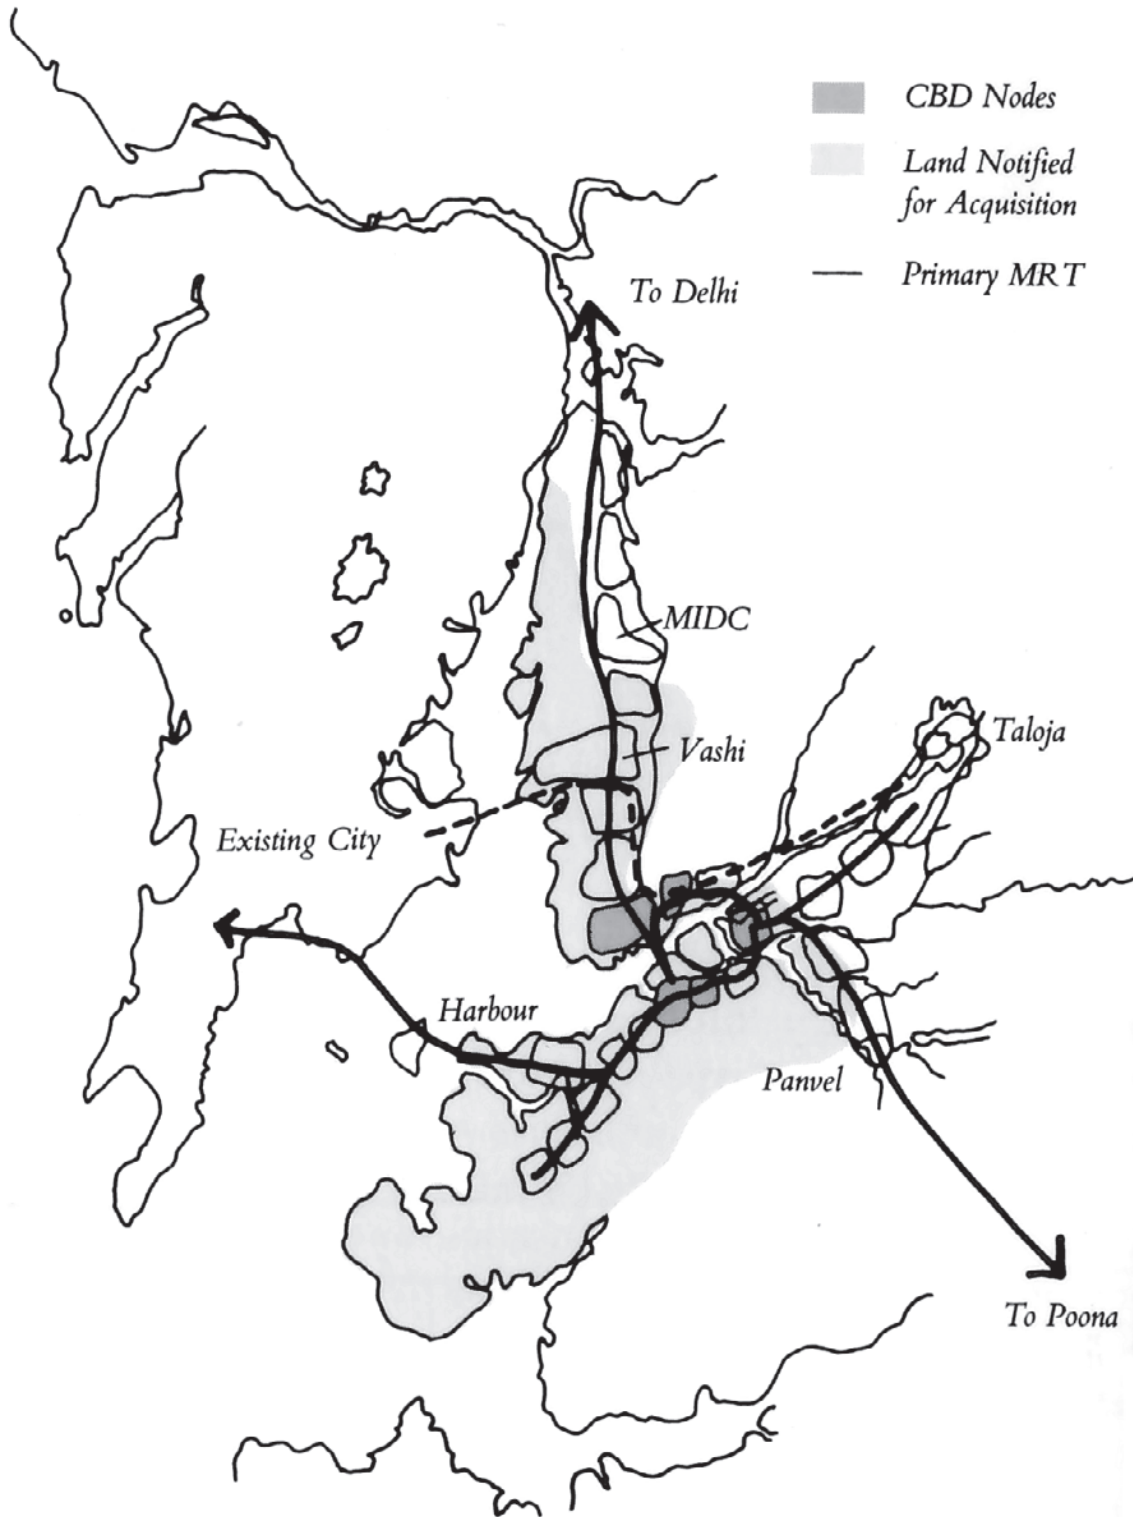 CBD Nodes
Land Notified
for Acquisition
Primary MRT
To Delhi
MIDC
Vashi
Taloja
Existing City
Harbour
Panvel
To Poona